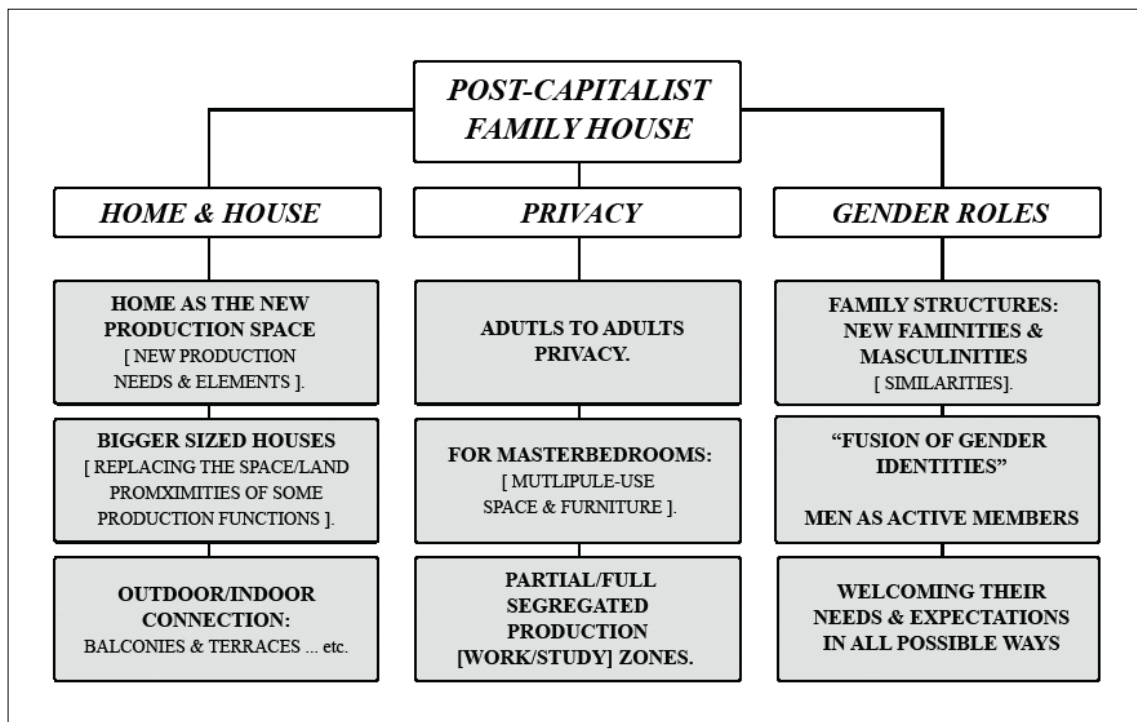 POST-CAPITALIST
FAMILY HOUSE
HOME & HOUSE
HOME AS THE NEW
PRODUCTION SPACE
[ NEW PRODUCTION
NEEDS & ELEMENTS ].
BIGGER SIZED HOUSES
[ REPLACING THE SPACE/LAND
PROMXIMITIES OF SOME
PRODUCTION FUNCTIONS ].
OUTDOOR/INDOOR
CONNECTION:
BALCONIES & TERRACES ... etc.
PRIVACY
ADUTLS TO ADULTS
PRIVACY.
FOR MASTERBEDROOMS:
[ MUTLIPULE-USE
SPACE & FURNITURE ].
PARTIAL/FULL
SEGREGATED
PRODUCTION
[WORK/STUDY] ZONES.
GENDER ROLES
FAMILY STRUCTURES:
NEW FAMINITIES &
MASCULINITIES
[ SIMILARITIES].
“FUSION OF GENDER
IDENTITIES”
MEN AS ACTIVE MEMBERS
WELCOMING THEIR
NEEDS & EXPECTATIONS
IN ALL POSSIBLE WAYS